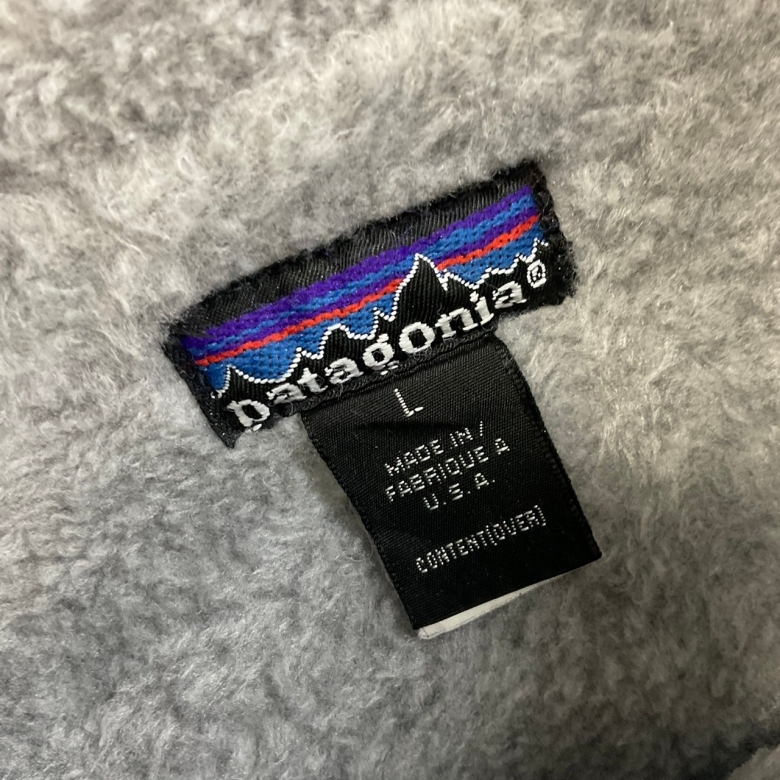 patagonia®
L
MADE IN/
FABRIQUE A
U.S.A.
CONTENT(OVER)